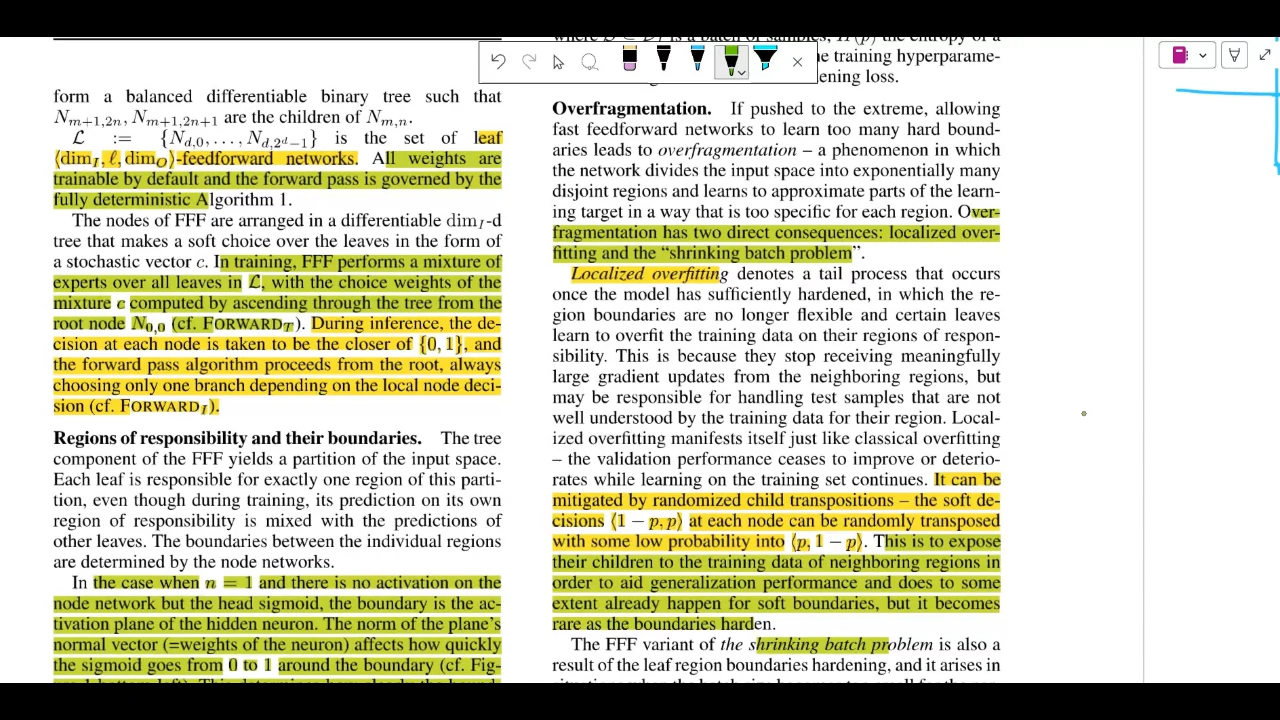 form a balanced differentiable binary tree such that
N_{m+1,2n}, N_{m+1,2n+1} are the children of N_{m,n}.
ℒ := {N_{d,0}, . . . , N_{d,2^d−1}} is the set of leaf
⟨dim_I, ℓ, dim_O⟩-feedforward networks. All weights are
trainable by default and the forward pass is governed by the
fully deterministic Algorithm 1.
The nodes of FFF are arranged in a differentiable dim_I-d
tree that makes a soft choice over the leaves in the form of
a stochastic vector c. In training, FFF performs a mixture of
experts over all leaves in ℒ, with the choice weights of the
mixture c computed by ascending through the tree from the
root node N_{0,0} (cf. FORWARD_T). During inference, the de-
cision at each node is taken to be the closer of {0, 1}, and
the forward pass algorithm proceeds from the root, always
choosing only one branch depending on the local node deci-
sion (cf. FORWARD_I).
Regions of responsibility and their boundaries. The tree
component of the FFF yields a partition of the input space.
Each leaf is responsible for exactly one region of this parti-
tion, even though during training, its prediction on its own
region of responsibility is mixed with the predictions of
other leaves. The boundaries between the individual regions
are determined by the node networks.
In the case when n = 1 and there is no activation on the
node network but the head sigmoid, the boundary is the ac-
tivation plane of the hidden neuron. The norm of the plane's
normal vector (=weights of the neuron) affects how quickly
the sigmoid goes from 0 to 1 around the boundary (cf. Fig-
he training hyperparame-
ening loss.
Overfragmentation. If pushed to the extreme, allowing
fast feedforward networks to learn too many hard bound-
aries leads to overfragmentation – a phenomenon in which
the network divides the input space into exponentially many
disjoint regions and learns to approximate parts of the learn-
ing target in a way that is too specific for each region. Over-
fragmentation has two direct consequences: localized over-
fitting and the “shrinking batch problem”.
Localized overfitting denotes a tail process that occurs
once the model has sufficiently hardened, in which the re-
gion boundaries are no longer flexible and certain leaves
learn to overfit the training data on their regions of respon-
sibility. This is because they stop receiving meaningfully
large gradient updates from the neighboring regions, but
may be responsible for handling test samples that are not
well understood by the training data for their region. Local-
ized overfitting manifests itself just like classical overfitting
– the validation performance ceases to improve or deterio-
rates while learning on the training set continues. It can be
mitigated by randomized child transpositions – the soft de-
cisions ⟨1 − p, p⟩ at each node can be randomly transposed
with some low probability into ⟨p, 1 − p⟩. This is to expose
their children to the training data of neighboring regions in
order to aid generalization performance and does to some
extent already happen for soft boundaries, but it becomes
rare as the boundaries harden.
The FFF variant of the shrinking batch problem is also a
result of the leaf region boundaries hardening, and it arises in